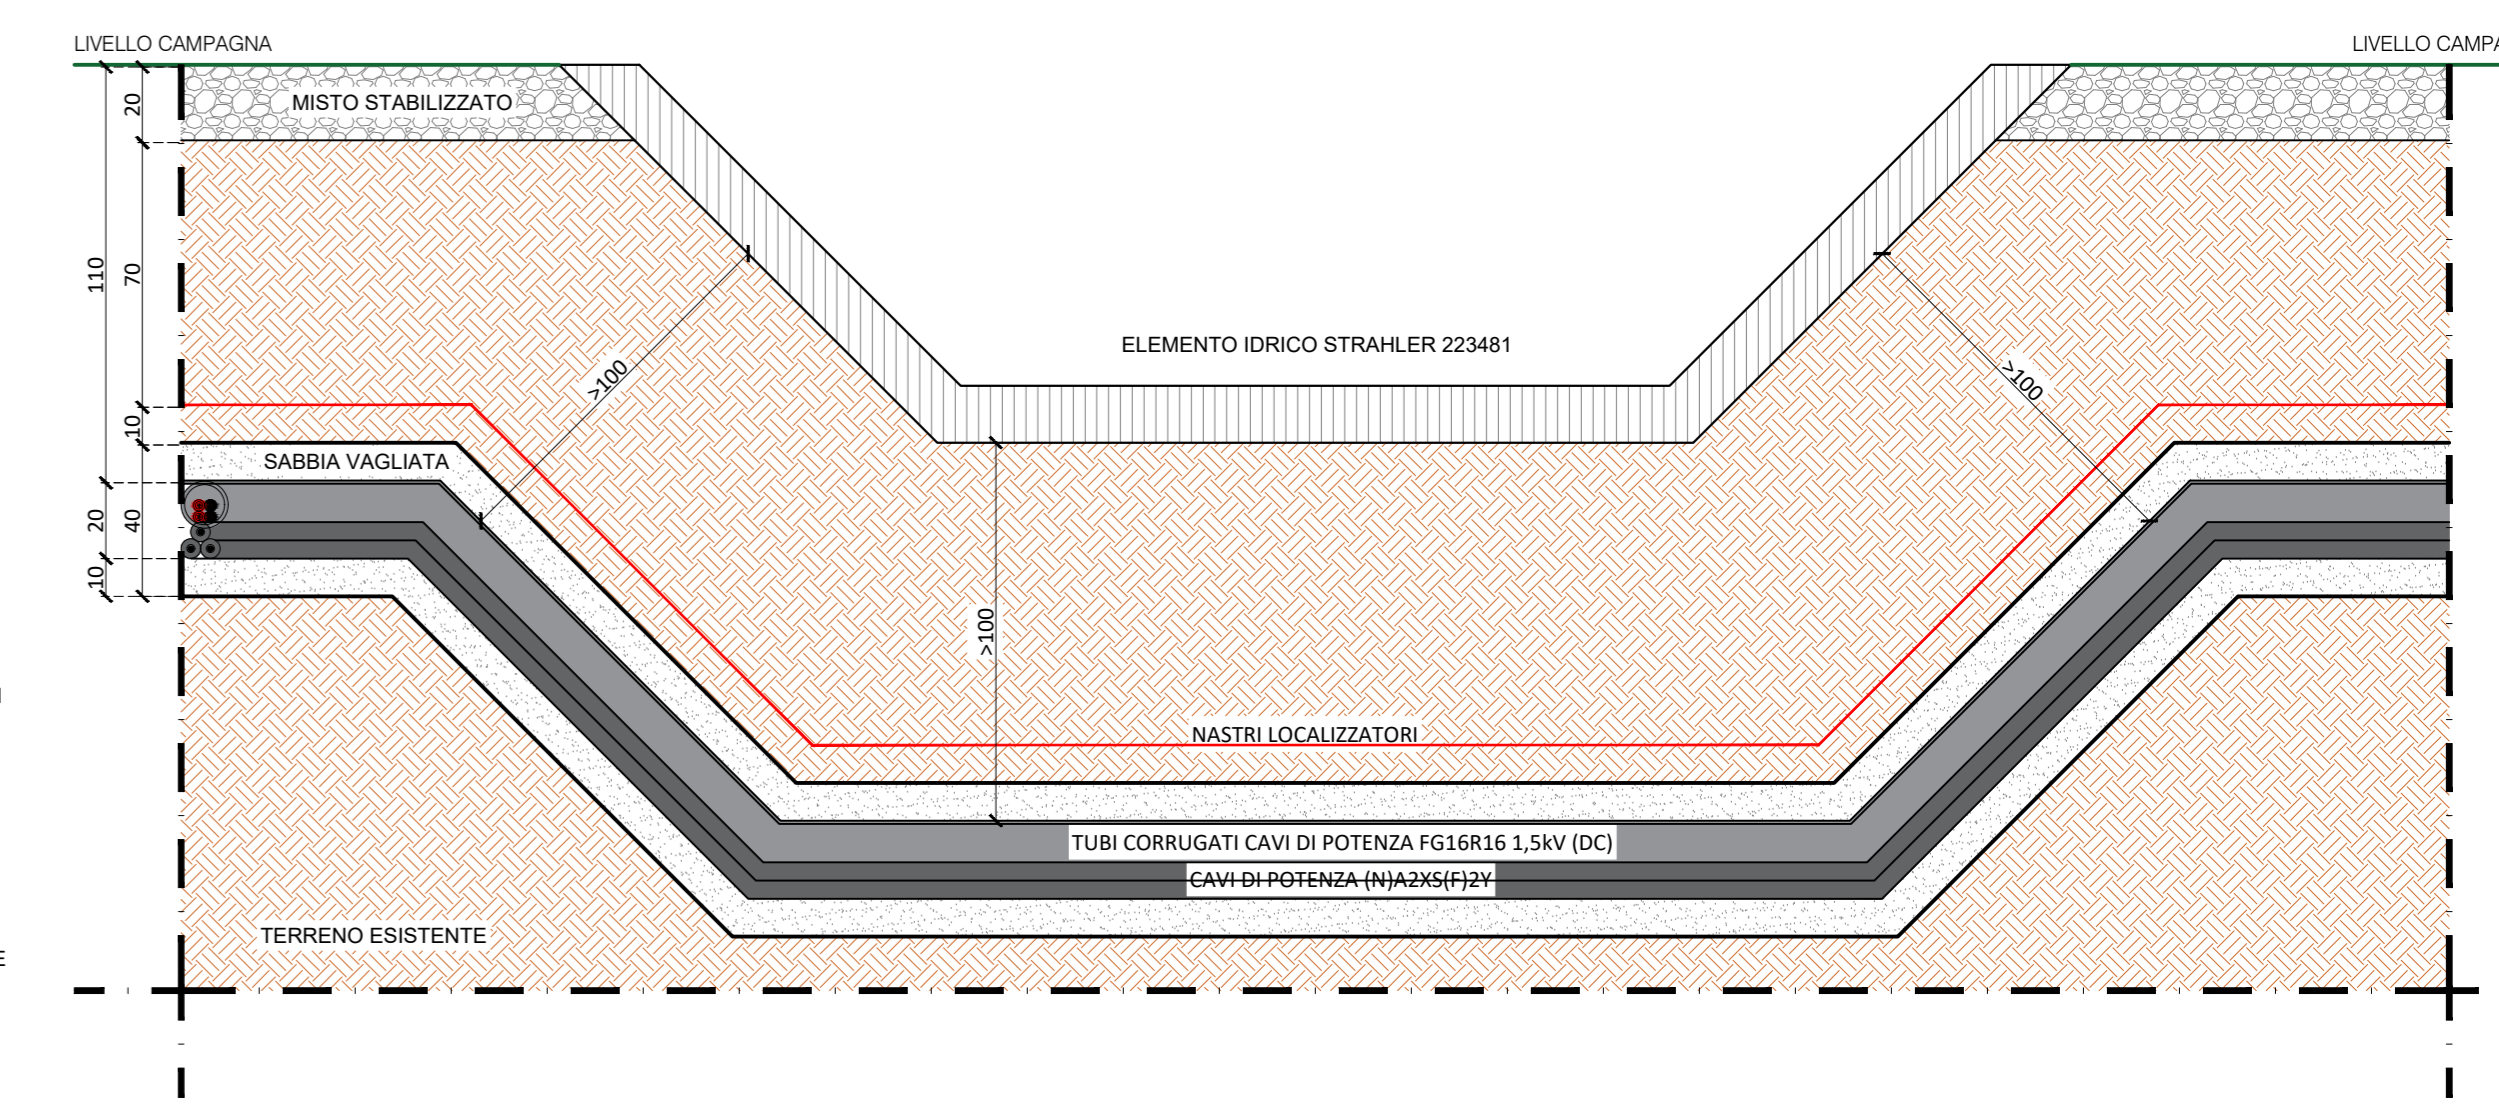 LIVELLO CAMPAGNA
LIVELLO CAMPA
MISTO STABILIZZATO
20
110
70
ELEMENTO IDRICO STRAHLER 223481
>100
>100
10
SABBIA VAGLIATA
20
40
10
>100
NASTRI LOCALIZZATORI
TUBI CORRUGATI CAVI DI POTENZA FG16R16 1,5kV (DC)
CAVI DI POTENZA (N)A2XS(F)2Y
TERRENO ESISTENTE
E